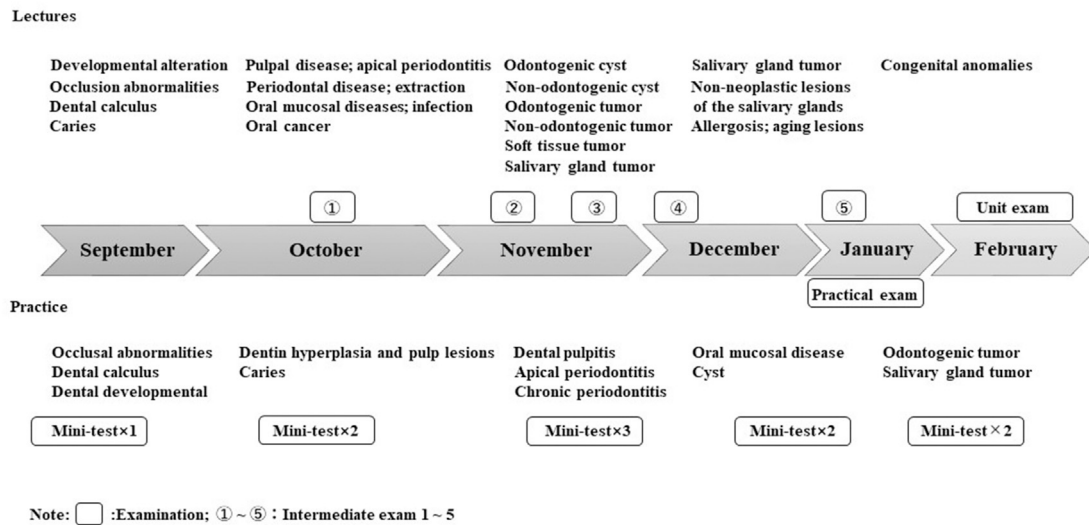 Lectures
Developmental alteration
Occlusion abnormalities
Dental calculus
Caries
Pulpal disease; apical periodontitis
Periodontal disease; extraction
Oral mucosal diseases; infection
Oral cancer
Odontogenic cyst
Non-odontogenic cyst
Odontogenic tumor
Non-odontogenic tumor
Soft tissue tumor
Salivary gland tumor
Salivary gland tumor
Non-neoplastic lesions
of the salivary glands
Allergosis; aging lesions
Congenital anomalies
① ② ③ ④ ⑤ Unit exam
September October November December January February
Practical exam
Practice
Occlusal abnormalities
Dental calculus
Dental developmental
Dentin hyperplasia and pulp lesions
Caries
Dental pulpitis
Apical periodontitis
Chronic periodontitis
Oral mucosal disease
Cyst
Odontogenic tumor
Salivary gland tumor
Mini-test×1 Mini-test×2 Mini-test×3 Mini-test×2 Mini-test×2
Note: :Examination; ①~⑤: Intermediate exam 1~5